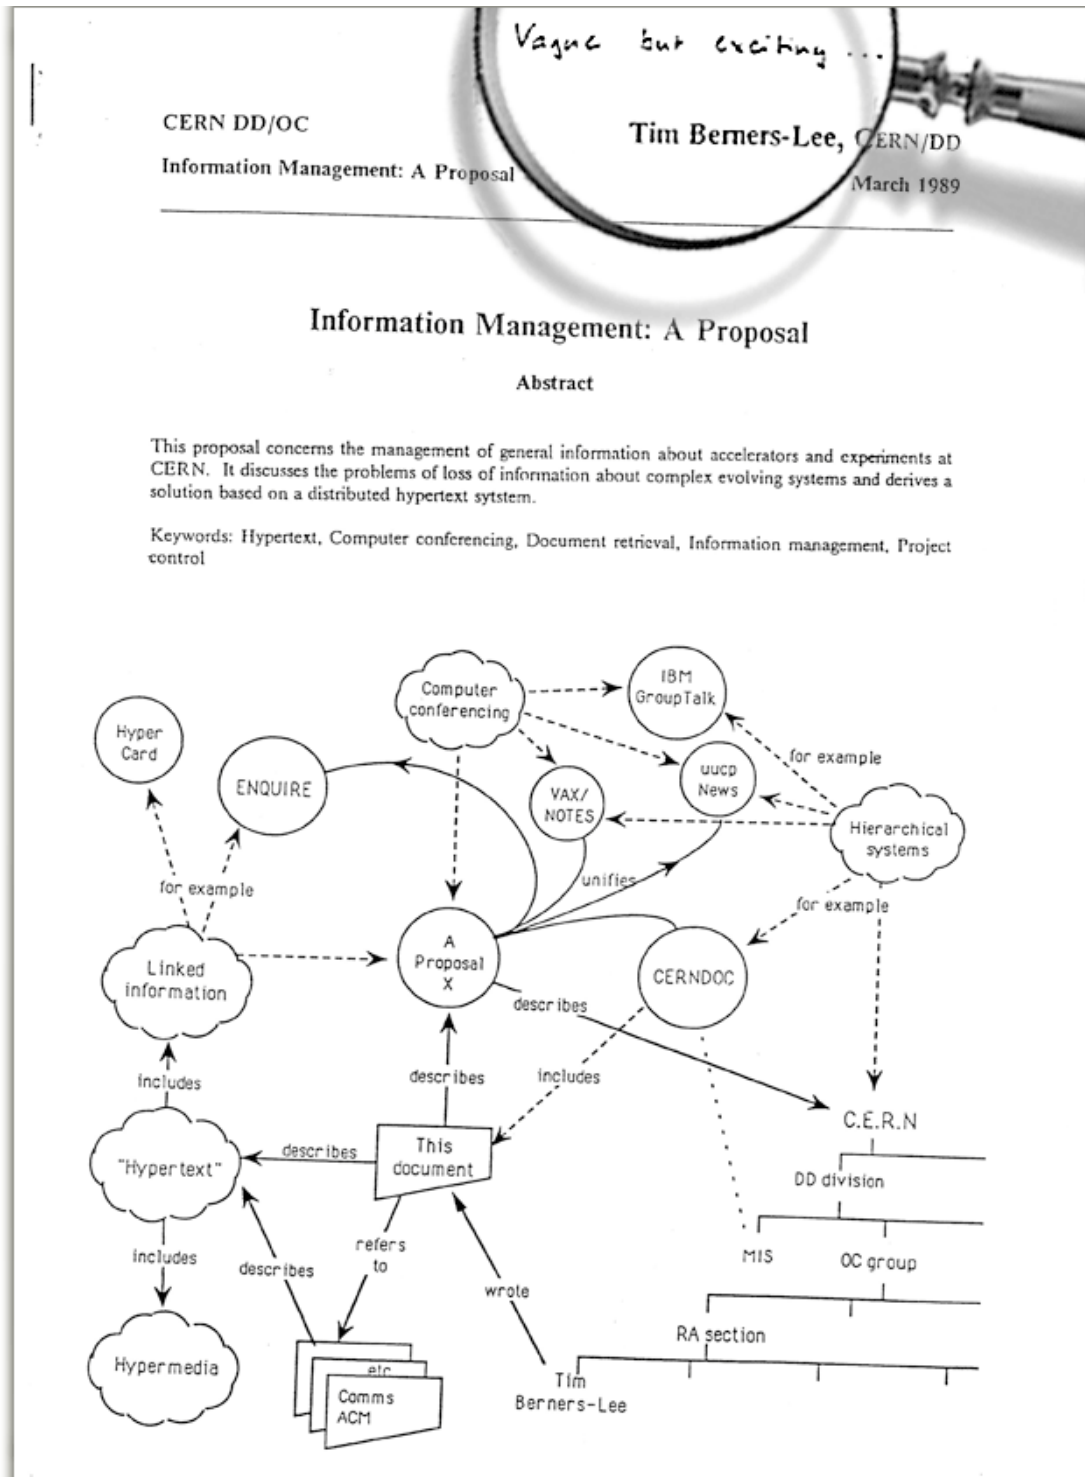 Vague but exciting ...
CERN DD/OC
Tim Berners-Lee, CERN/DD
Information Management: A Proposal
March 1989
Information Management: A Proposal
Abstract
This proposal concerns the management of general information about accelerators and experiments at
CERN. It discusses the problems of loss of information about complex evolving systems and derives a
solution based on a distributed hypertext sytstem.
Keywords: Hypertext, Computer conferencing, Document retrieval, Information management, Project
control
Computer
conferencing
IBM
GroupTalk
Hyper
Card
ENQUIRE
VAX/
NOTES
uucp
News
for example
Hierarchical
systems
for example
unifies
for example
A
Proposal
X
Linked
information
CERNDOC
describes
includes
describes
includes
C.E.R.N
This
document
describes
"Hypertext"
DD division
includes
describes
refers
to
MIS
OC group
wrote
RA section
Hypermedia
etc
Comms
ACM
Tim
Berners-Lee